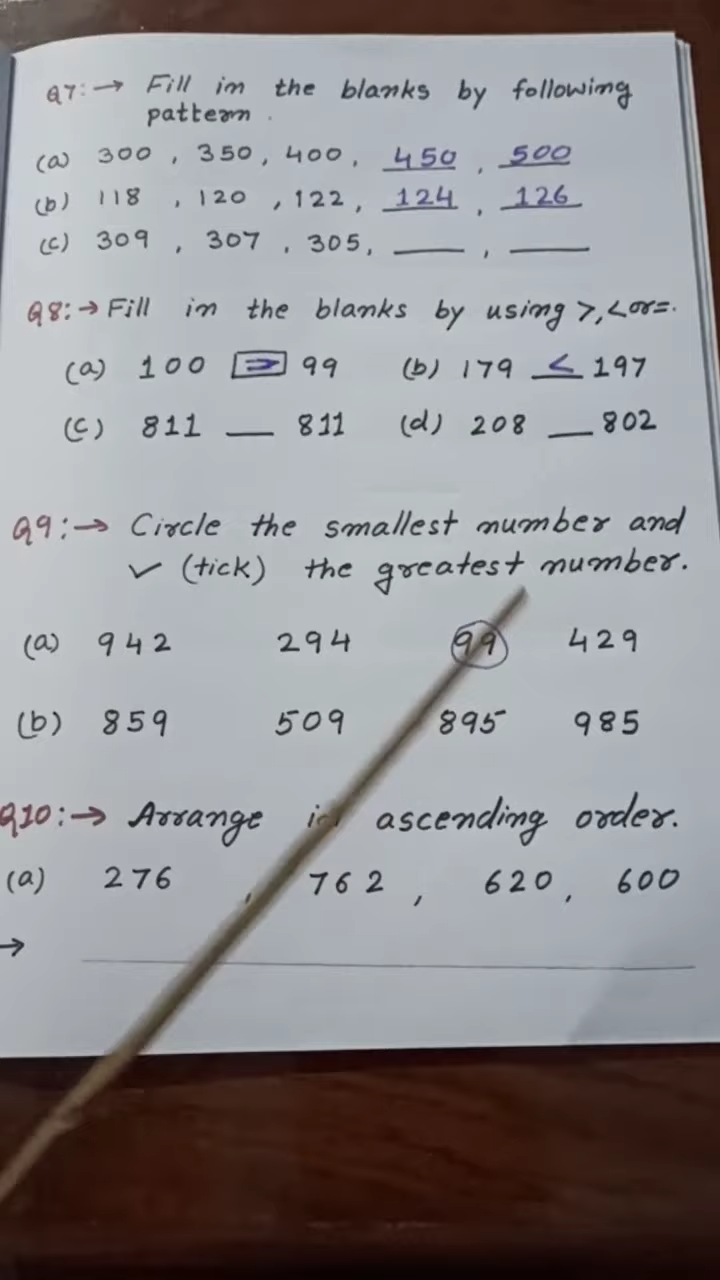 Q7:→ Fill in the blanks by following
pattern.
(a) 300, 350, 400, 450, 500
(b) 118, 120, 122, 124, 126
(c) 309, 307, 305, ___, ___
Q8:→ Fill in the blanks by using >,< or =.
(a) 100 > 99 (b) 179 < 197
(c) 811 __ 811 (d) 208 __ 802
Q9:→ Circle the smallest number and
✓ (tick) the greatest number.
(a) 942 294 99 429
(b) 859 509 895 985
Q10:→ Arrange in ascending order.
(a) 276, 762, 620, 600
→